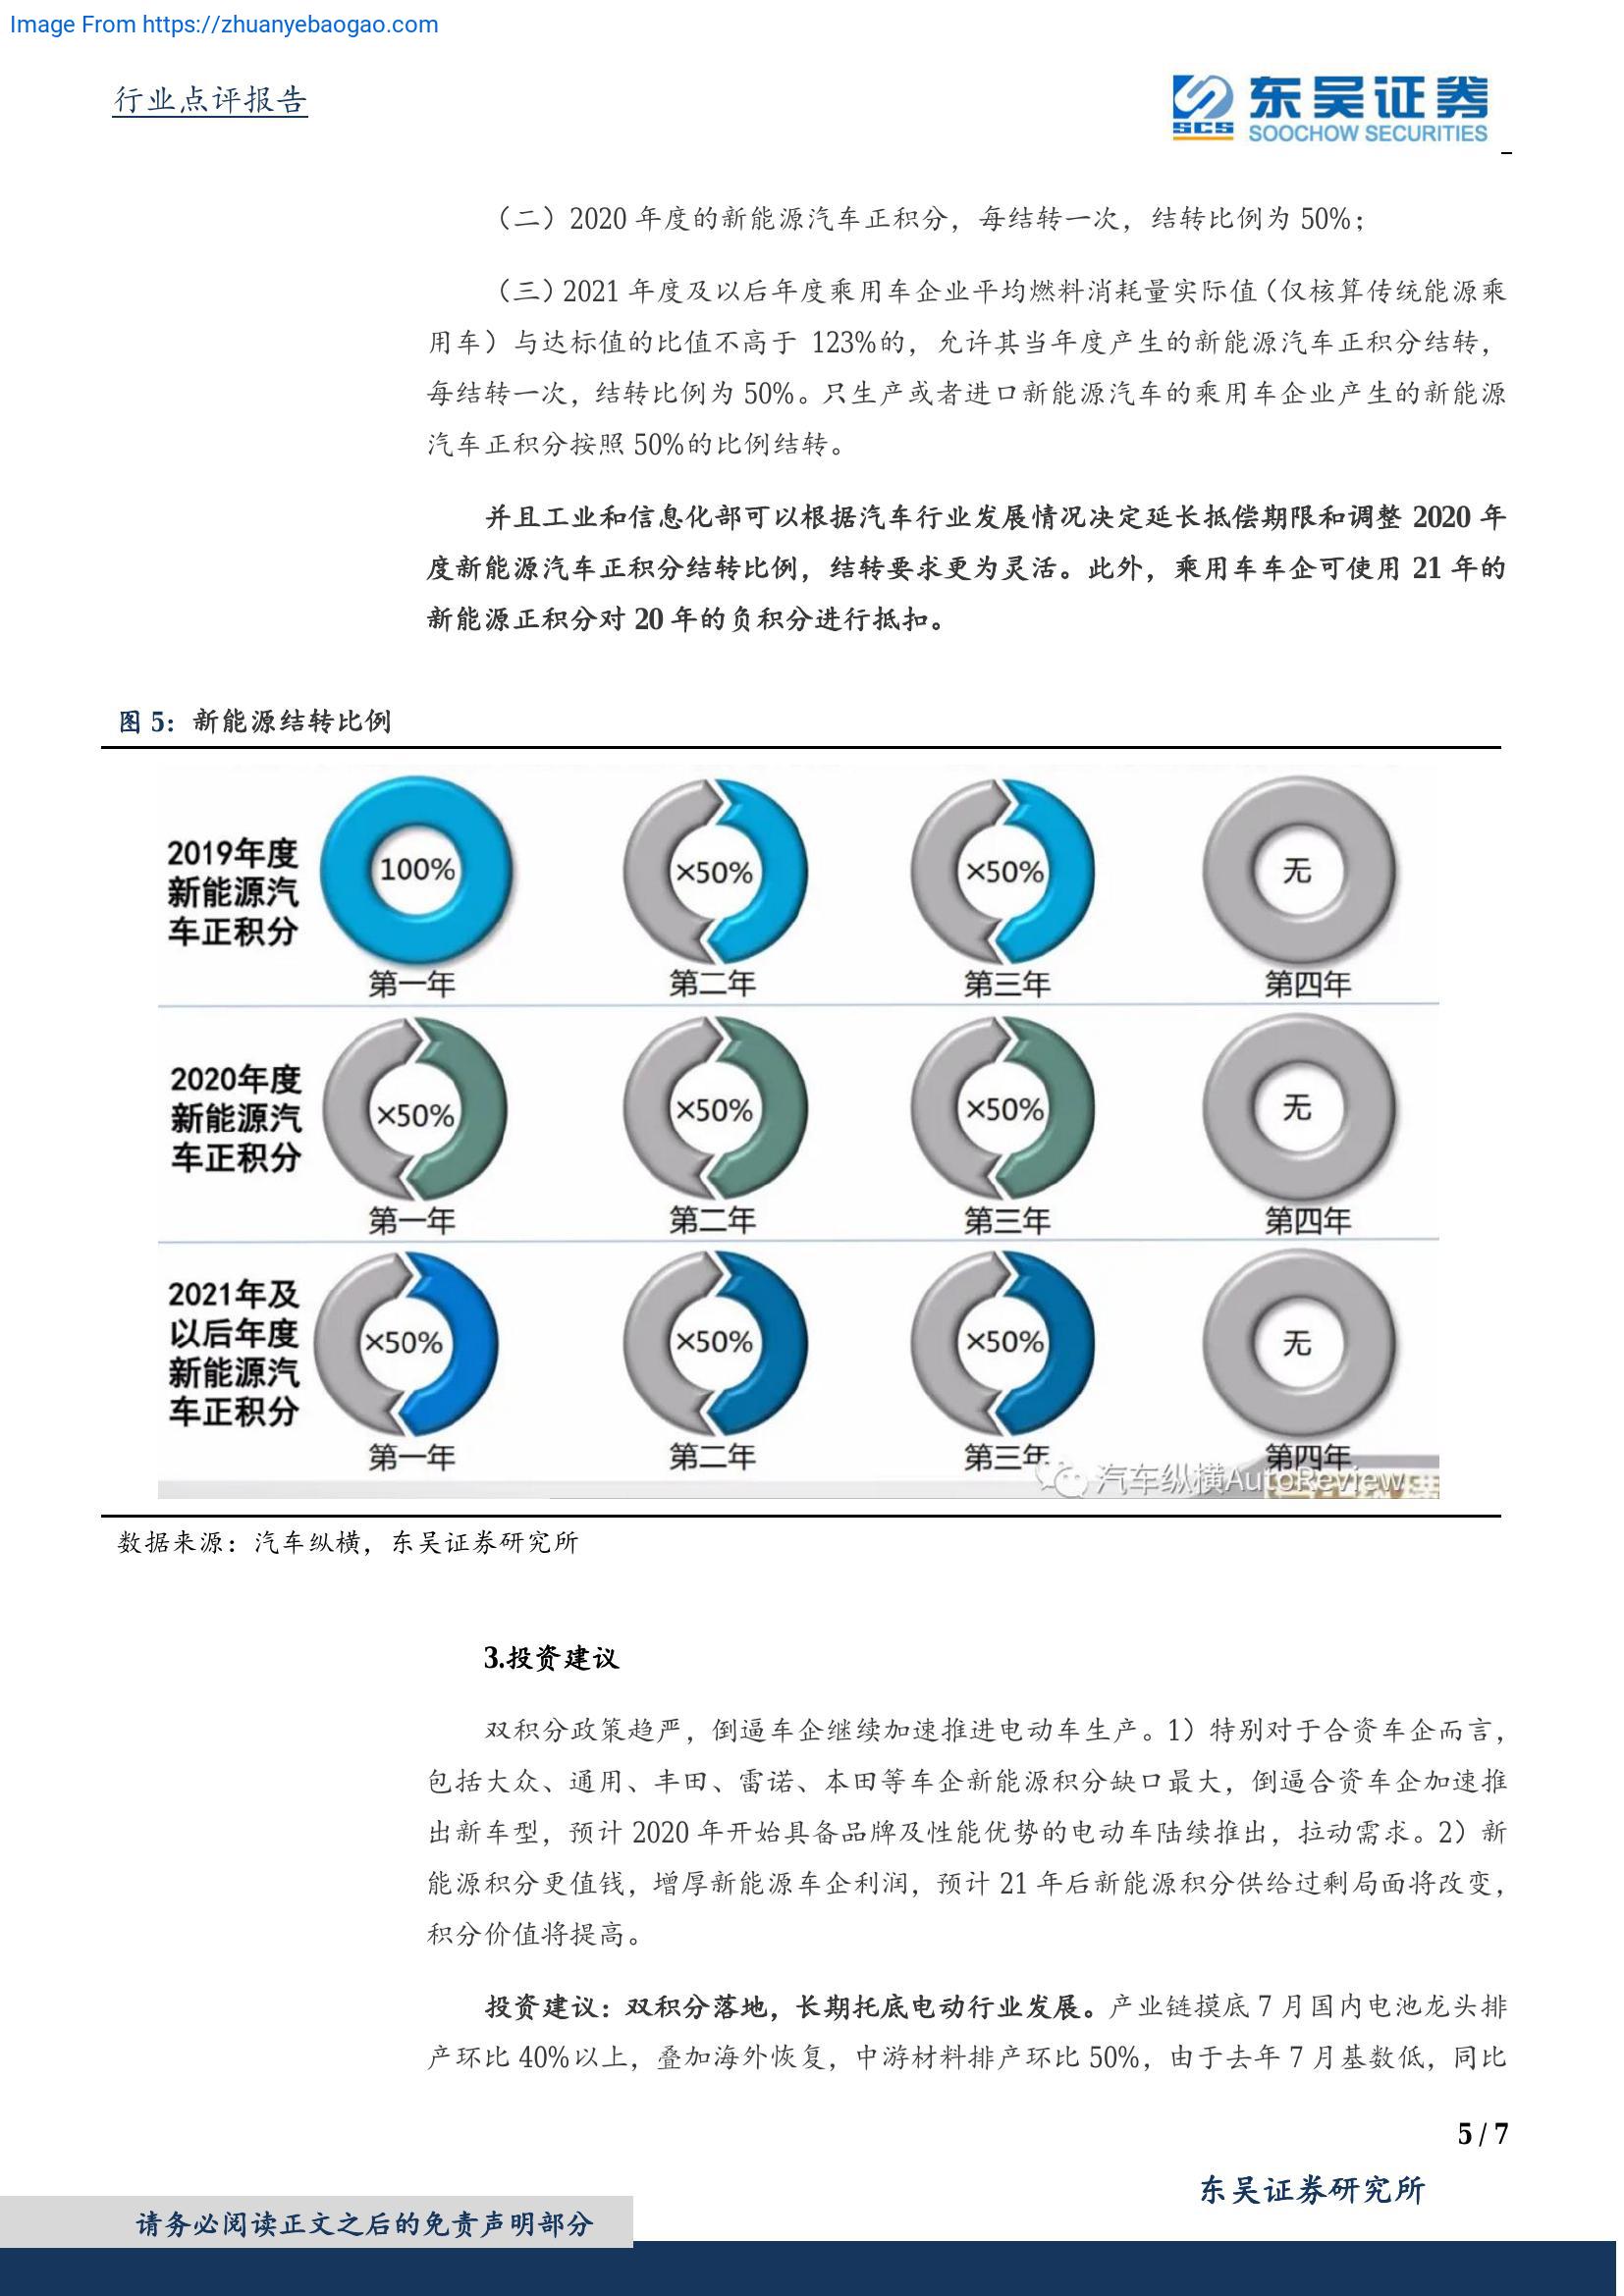 Image From https://zhuanyebaogao.com
行业点评报告
SCS 东吴证券
SOOCHOW SECURITIES
（二）2020 年度的新能源汽车正积分，每结转一次，结转比例为 50%；
（三）2021 年度及以后年度乘用车企业平均燃料消耗量实际值（仅核算传统能源乘
用车）与达标值的比值不高于 123%的，允许其当年度产生的新能源汽车正积分结转，
每结转一次，结转比例为 50%。只生产或者进口新能源汽车的乘用车企业产生的新能源
汽车正积分按照 50%的比例结转。
并且工业和信息化部可以根据汽车行业发展情况决定延长抵偿期限和调整 2020 年
度新能源汽车正积分结转比例，结转要求更为灵活。此外，乘用车车企可使用 21 年的
新能源正积分对 20 年的负积分进行抵扣。
图 5：新能源结转比例
2019年度
新能源汽
车正积分
100% ×50% ×50% 无
第一年 第二年 第三年 第四年
2020年度
新能源汽
车正积分
×50% ×50% ×50% 无
第一年 第二年 第三年 第四年
2021年及
以后年度
新能源汽
车正积分
×50% ×50% ×50% 无
第一年 第二年 第三年 第四年
汽车纵横AutoReview
数据来源：汽车纵横，东吴证券研究所
3.投资建议
双积分政策趋严，倒逼车企继续加速推进电动车生产。1）特别对于合资车企而言，
包括大众、通用、丰田、雷诺、本田等车企新能源积分缺口最大，倒逼合资车企加速推
出新车型，预计 2020 年开始具备品牌及性能优势的电动车陆续推出，拉动需求。2）新
能源积分更值钱，增厚新能源车企利润，预计 21 年后新能源积分供给过剩局面将改变，
积分价值将提高。
投资建议：双积分落地，长期托底电动行业发展。产业链摸底 7 月国内电池龙头排
产环比 40%以上，叠加海外恢复，中游材料排产环比 50%，由于去年 7 月基数低，同比
5 / 7
东吴证券研究所
请务必阅读正文之后的免责声明部分